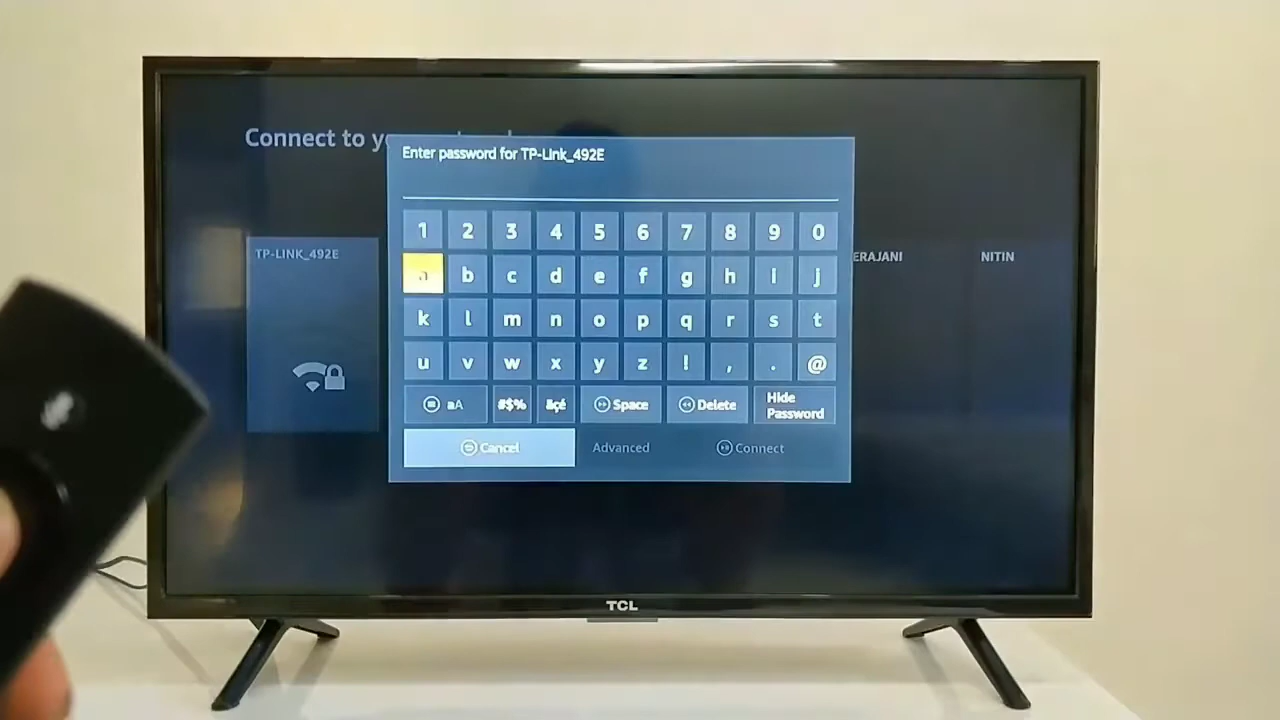 Connect to y
Enter password for TP-Link_492E
TP-LINK_492E
ERAJANI
NITIN
1 2 3 4 5 6 7 8 9 0
a b c d e f g h i j
k l m n o p q r s t
u v w x y z ! , . @
aA #$% äçé Space Delete Hide Password
Cancel Advanced Connect
TCL